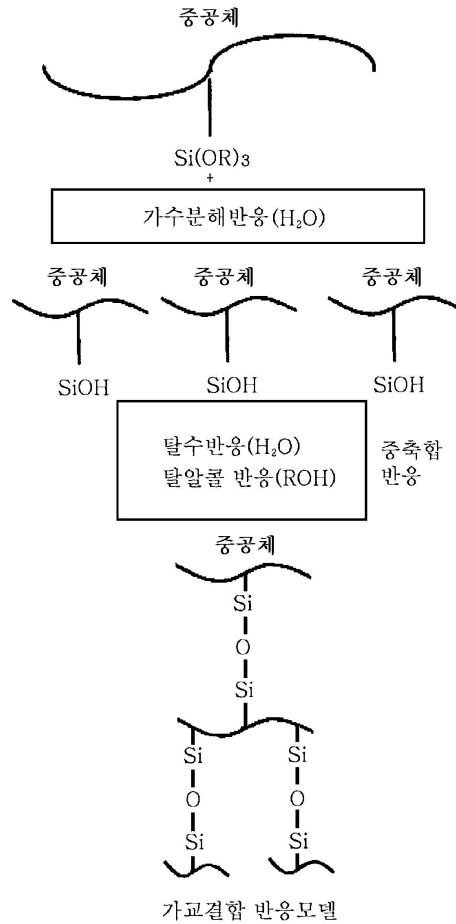 중공체
Si(OR)₃
+
가수분해반응(H₂O)
중공체 중공체 중공체
SiOH SiOH SiOH
탈수반응(H₂O)
탈알콜 반응(ROH)
중축합
반응
중공체
Si
O
Si
Si Si
O O
Si Si
가교결합 반응모델